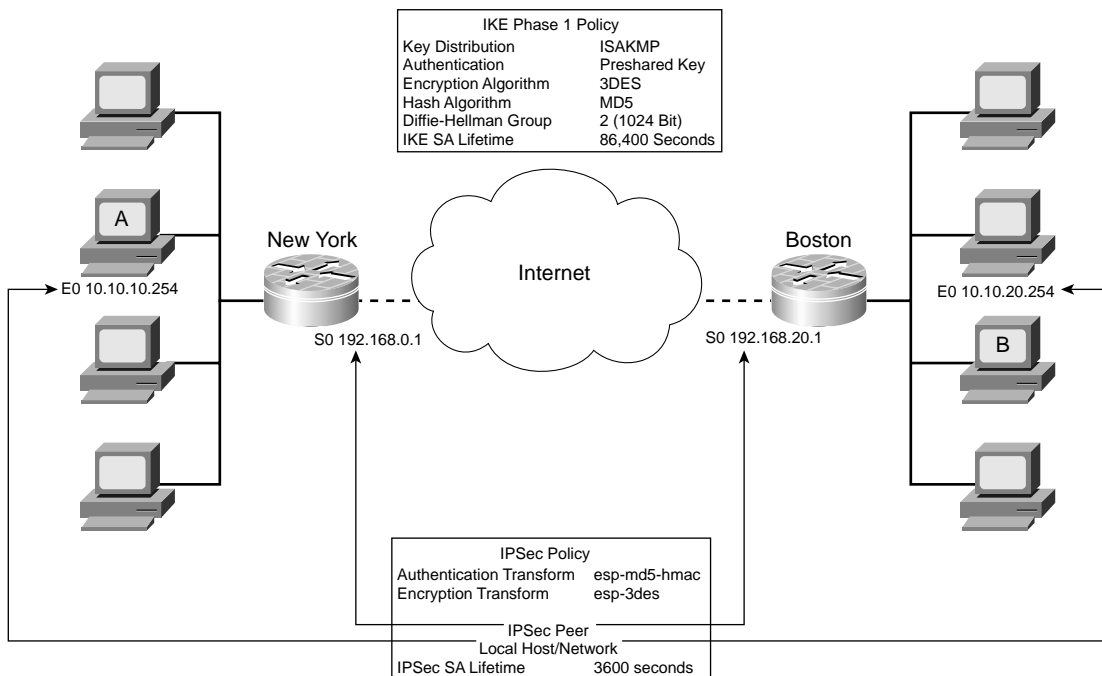 IKE Phase 1 Policy
Key Distribution ISAKMP
Authentication Preshared Key
Encryption Algorithm 3DES
Hash Algorithm MD5
Diffie-Hellman Group 2 (1024 Bit)
IKE SA Lifetime 86,400 Seconds
A
New York
Internet
Boston
E0 10.10.10.254
E0 10.10.20.254
S0 192.168.0.1
S0 192.168.20.1
B
IPSec Policy
Authentication Transform esp-md5-hmac
Encryption Transform esp-3des
IPSec Peer
Local Host/Network
IPSec SA Lifetime 3600 seconds